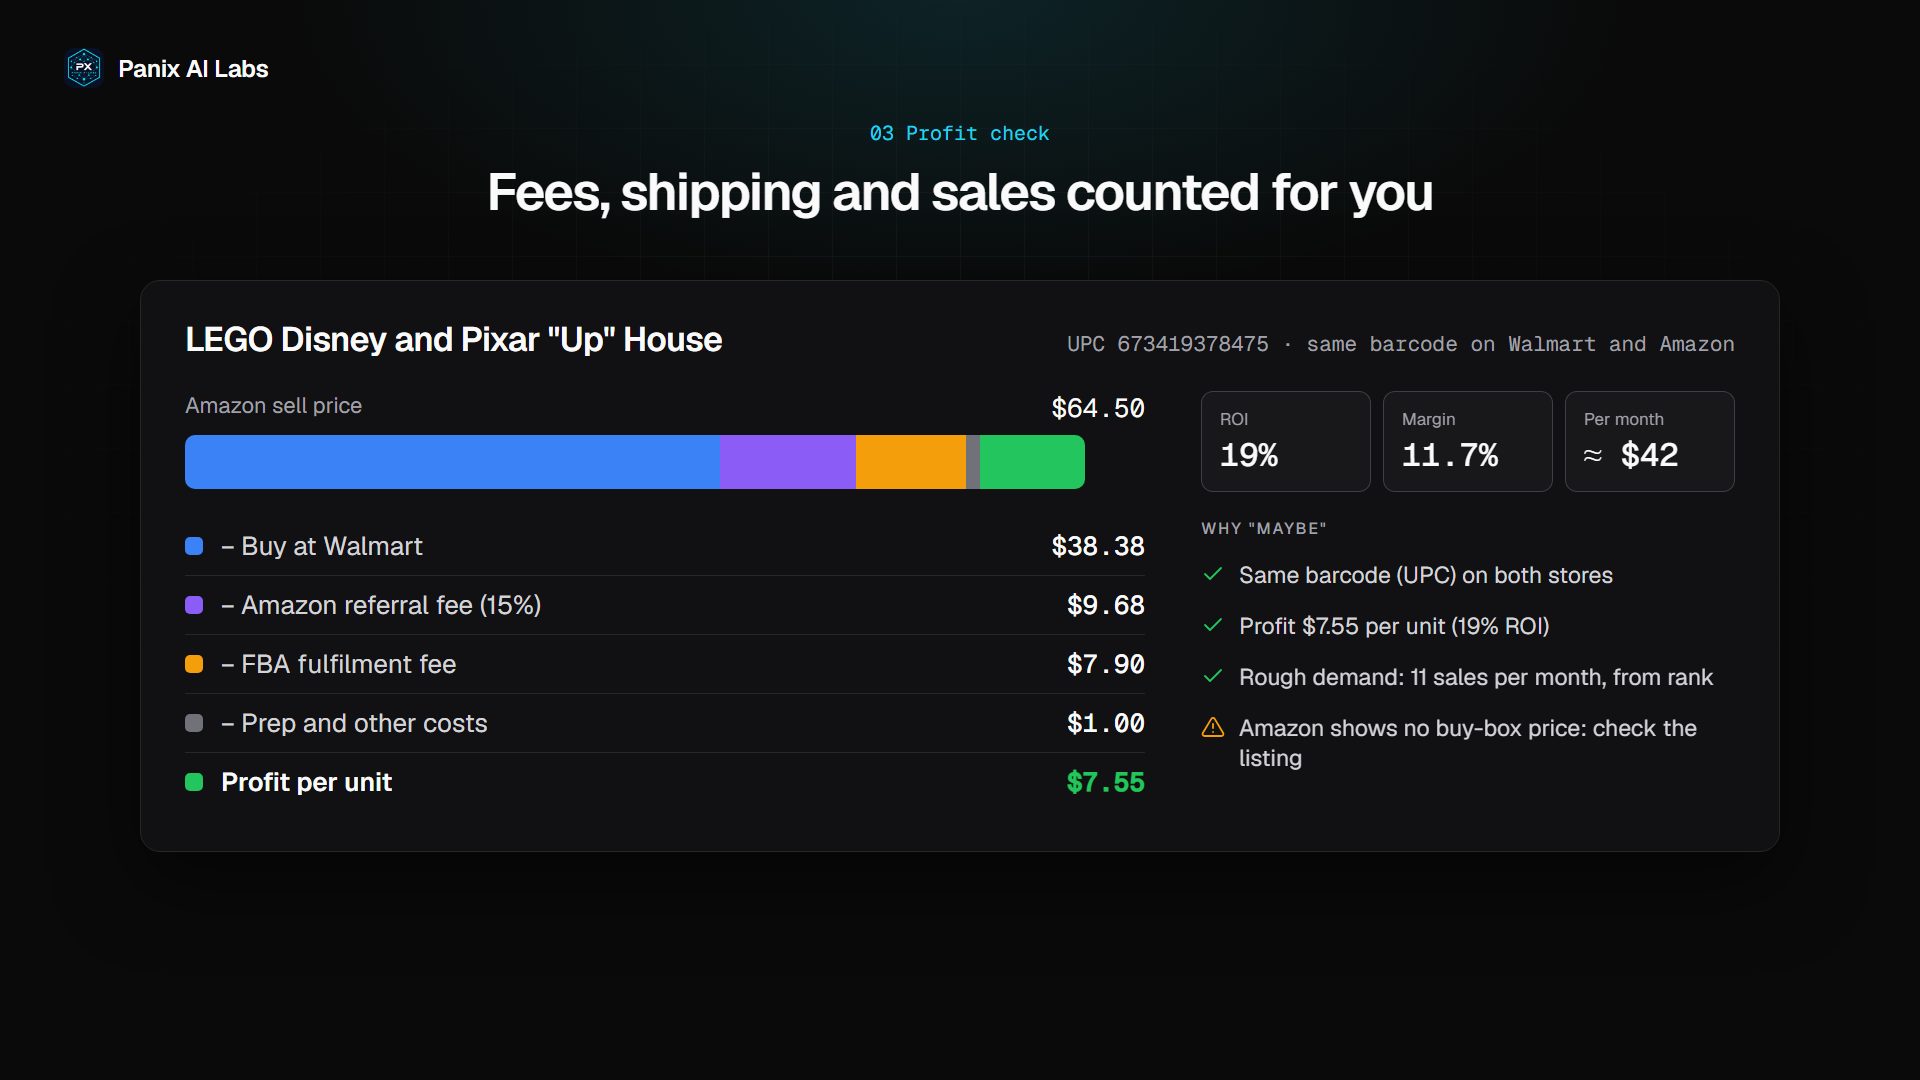 PX
Panix AI Labs
03 Profit check
Fees, shipping and sales counted for you
LEGO Disney and Pixar "Up" House
UPC 673419378475 · same barcode on Walmart and Amazon
Amazon sell price
$64.50
– Buy at Walmart $38.38
– Amazon referral fee (15%) $9.68
– FBA fulfilment fee $7.90
– Prep and other costs $1.00
Profit per unit $7.55
ROI
19%
Margin
11.7%
Per month
≈ $42
WHY "MAYBE"
Same barcode (UPC) on both stores
Profit $7.55 per unit (19% ROI)
Rough demand: 11 sales per month, from rank
Amazon shows no buy-box price: check the
listing